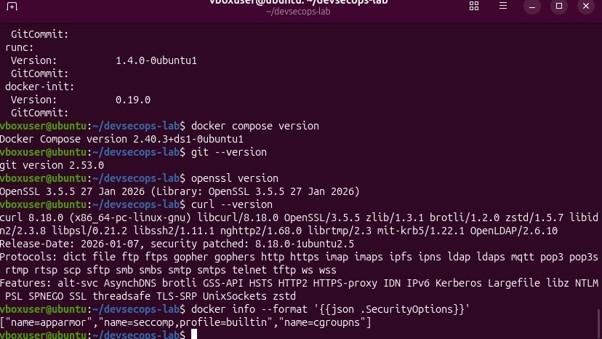 vboxuser@ubuntu: ~/devsecops-lab
~/devsecops-lab
GitCommit:
runc:
Version: 1.4.0-0ubuntu1
GitCommit:
docker-init:
Version: 0.19.0
GitCommit:
vboxuser@ubuntu:~/devsecops-lab$ docker compose version
Docker Compose version 2.40.3+ds1-0ubuntu1
vboxuser@ubuntu:~/devsecops-lab$ git --version
git version 2.53.0
vboxuser@ubuntu:~/devsecops-lab$ openssl version
OpenSSL 3.5.5 27 Jan 2026 (Library: OpenSSL 3.5.5 27 Jan 2026)
vboxuser@ubuntu:~/devsecops-lab$ curl --version
curl 8.18.0 (x86_64-pc-linux-gnu) libcurl/8.18.0 OpenSSL/3.5.5 zlib/1.3.1 brotli/1.2.0 zstd/1.5.7 libid
n2/2.3.8 libpsl/0.21.2 libssh2/1.11.1 nghttp2/1.68.0 librtmp/2.3 mit-krb5/1.22.1 OpenLDAP/2.6.10
Release-Date: 2026-01-07, security patched: 8.18.0-1ubuntu2.5
Protocols: dict file ftp ftps gopher gophers http https imap imaps ipfs ipns ldap ldaps mqtt pop3 pop3s
rtmp rtsp scp sftp smb smbs smtp smtps telnet tftp ws wss
Features: alt-svc AsynchDNS brotli GSS-API HSTS HTTP2 HTTPS-proxy IDN IPv6 Kerberos Largefile libz NTLM
PSL SPNEGO SSL threadsafe TLS-SRP UnixSockets zstd
vboxuser@ubuntu:~/devsecops-lab$ docker info --format '{{json .SecurityOptions}}'
["name=apparmor","name=seccomp,profile=builtin","name=cgroupns"]
vboxuser@ubuntu:~/devsecops-lab$